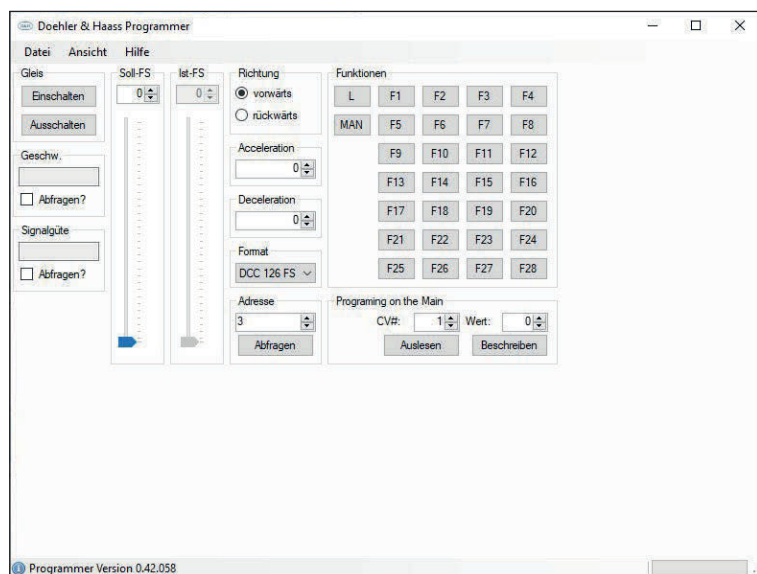 Doehler & Haass Programmer
Datei Ansicht Hilfe
Gleis
Einschalten
Ausschalten
Geschw.
Abfragen?
Signalgüte
Abfragen?
Soll-FS
0
Ist-FS
0
Richtung
vorwärts
rückwärts
Acceleration
0
Deceleration
0
Format
DCC 126 FS
Adresse
3
Abfragen
Funktionen
L F1 F2 F3 F4
MAN F5 F6 F7 F8
F9 F10 F11 F12
F13 F14 F15 F16
F17 F18 F19 F20
F21 F22 F23 F24
F25 F26 F27 F28
Programing on the Main
CV#: 1 Wert: 0
Auslesen Beschreiben
Programmer Version 0.42.058